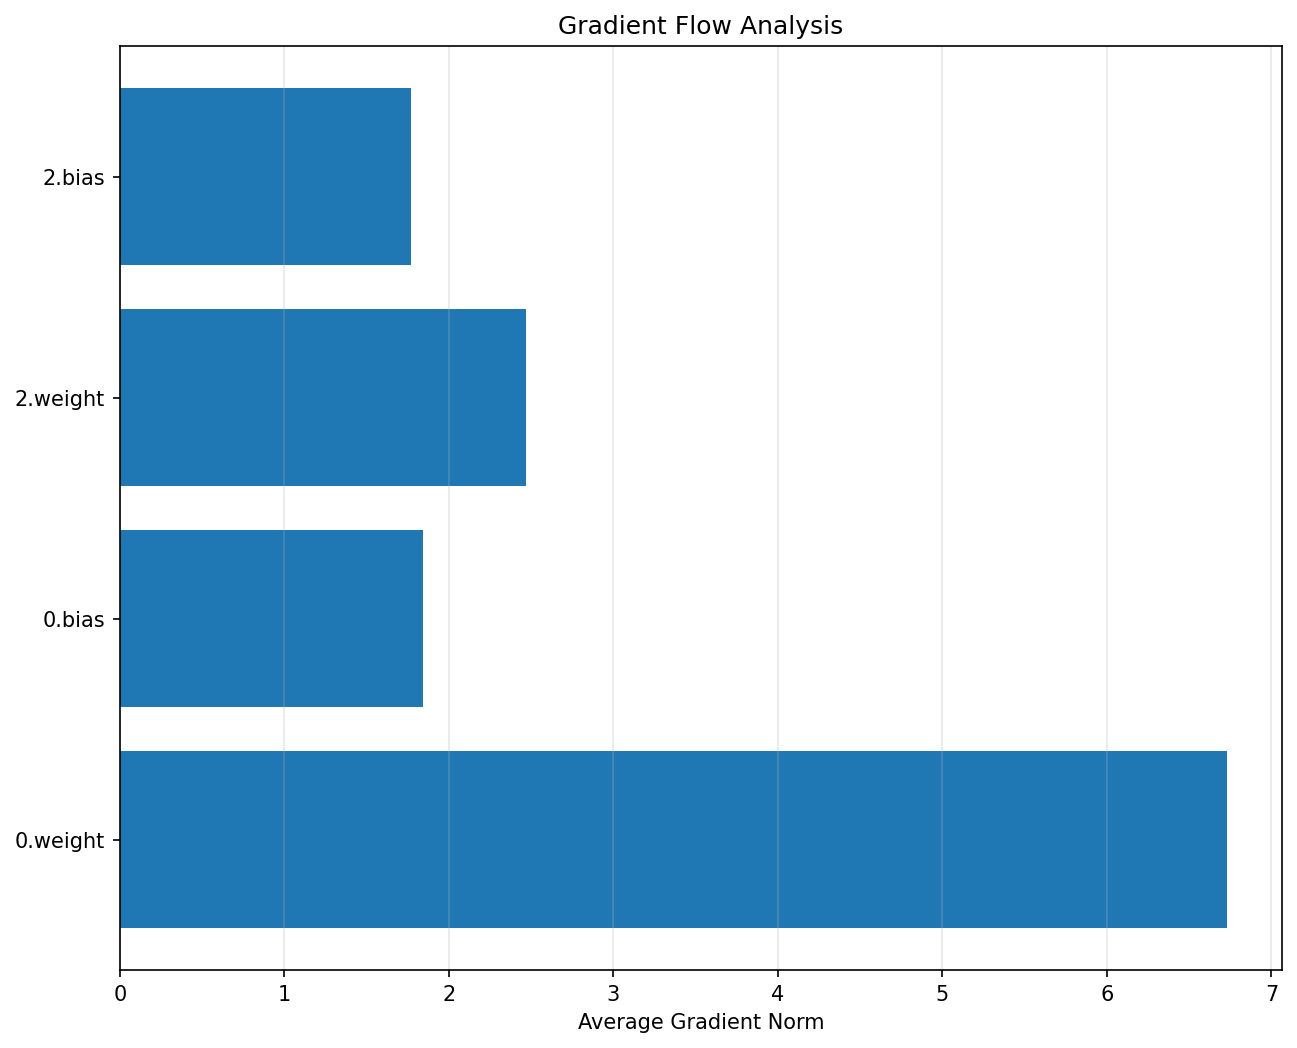 Gradient Flow Analysis
2.bias
2.weight
0.bias
0.weight
0 1 2 3 4 5 6 7
Average Gradient Norm